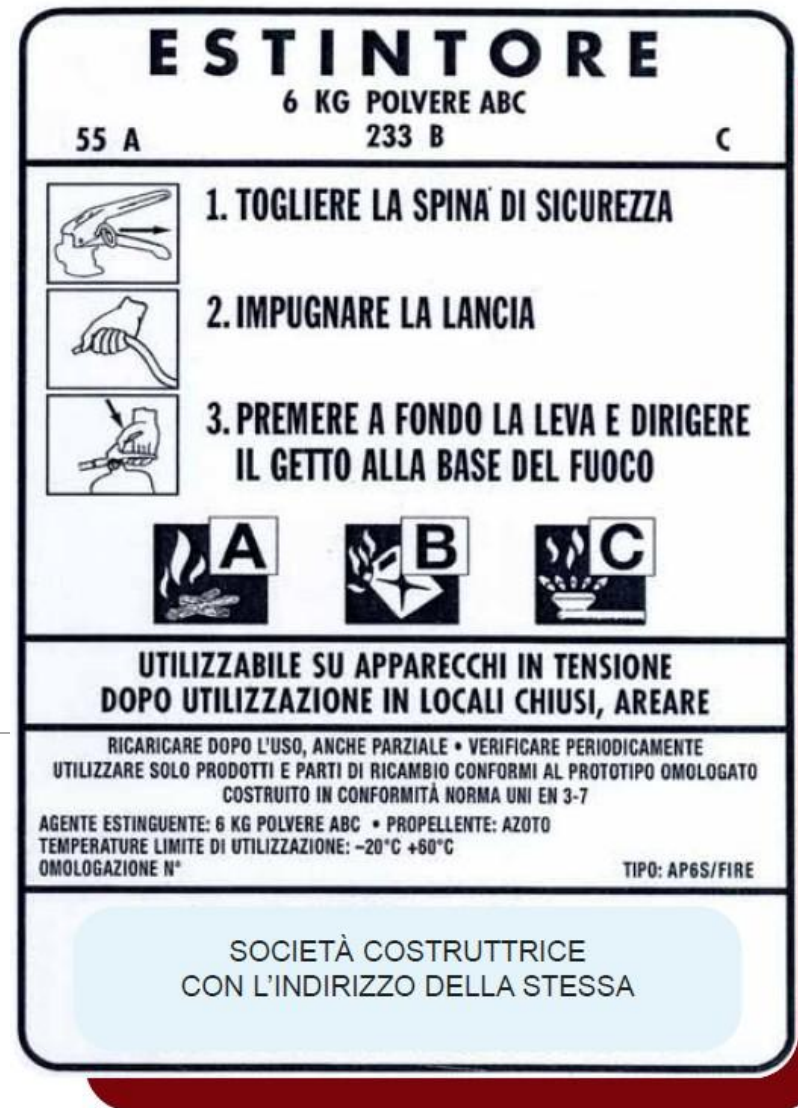 ESTINTORE
6 KG POLVERE ABC
55 A 233 B C
1. TOGLIERE LA SPINA DI SICUREZZA
2. IMPUGNARE LA LANCIA
3. PREMERE A FONDO LA LEVA E DIRIGERE
IL GETTO ALLA BASE DEL FUOCO
A B C
UTILIZZABILE SU APPARECCHI IN TENSIONE
DOPO UTILIZZAZIONE IN LOCALI CHIUSI, AREARE
RICARICARE DOPO L'USO, ANCHE PARZIALE • VERIFICARE PERIODICAMENTE
UTILIZZARE SOLO PRODOTTI E PARTI DI RICAMBIO CONFORMI AL PROTOTIPO OMOLOGATO
COSTRUITO IN CONFORMITÀ NORMA UNI EN 3-7
AGENTE ESTINGUENTE: 6 KG POLVERE ABC • PROPELLENTE: AZOTO
TEMPERATURE LIMITE DI UTILIZZAZIONE: –20°C +60°C
OMOLOGAZIONE N° TIPO: AP6S/FIRE
SOCIETÀ COSTRUTTRICE
CON L'INDIRIZZO DELLA STESSA